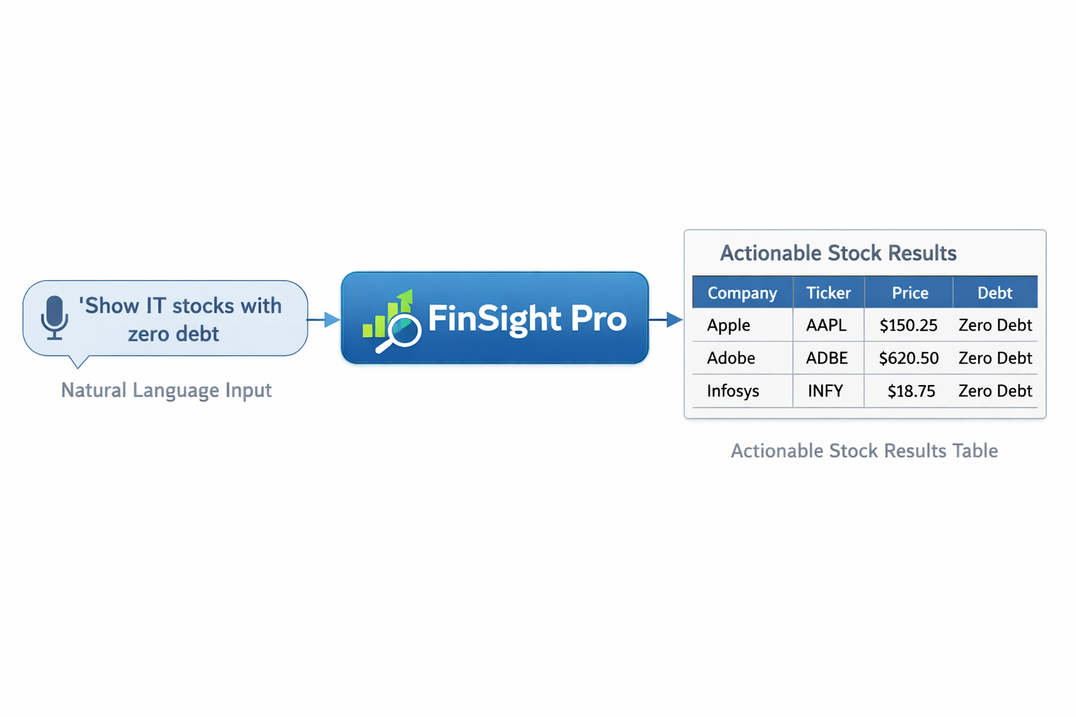 'Show IT stocks with
zero debt
Natural Language Input
FinSight Pro
Actionable Stock Results
Company Ticker Price Debt
Apple AAPL $150.25 Zero Debt
Adobe ADBE $620.50 Zero Debt
Infosys INFY $18.75 Zero Debt
Actionable Stock Results Table